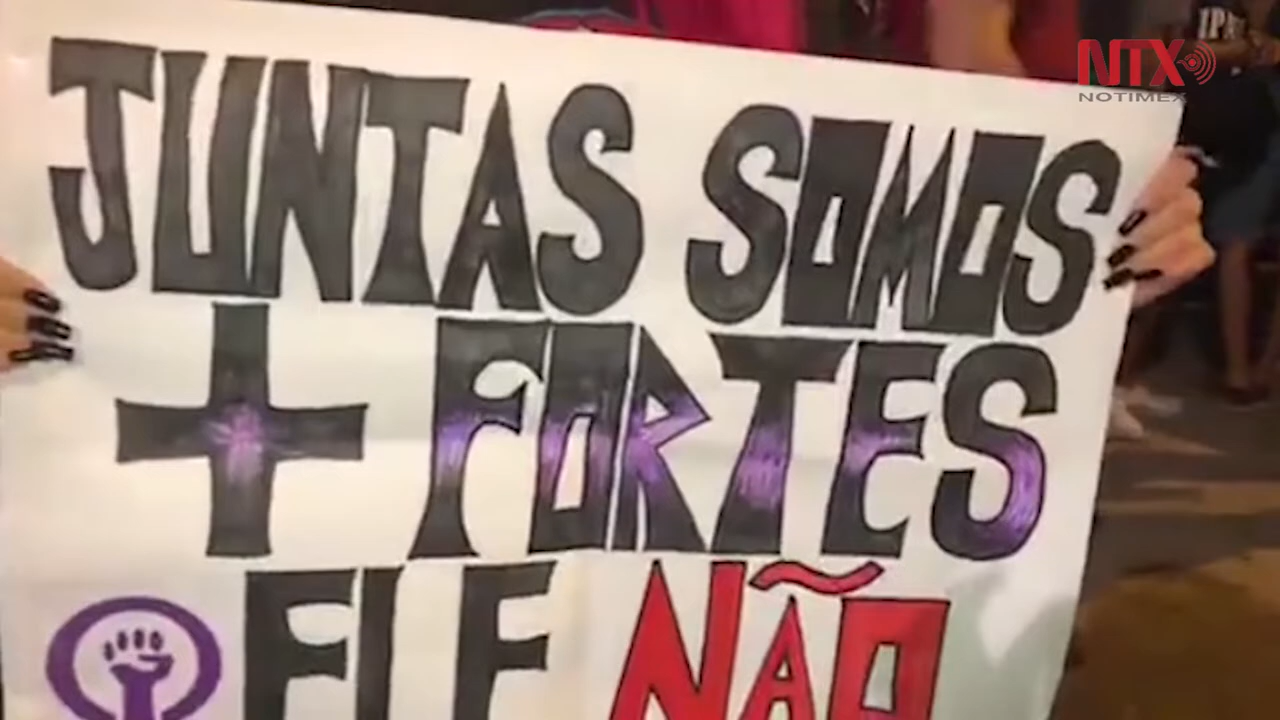 NTX
NOTIMEX
JUNTAS SOMOS
+ FORTES
ELE NÃO